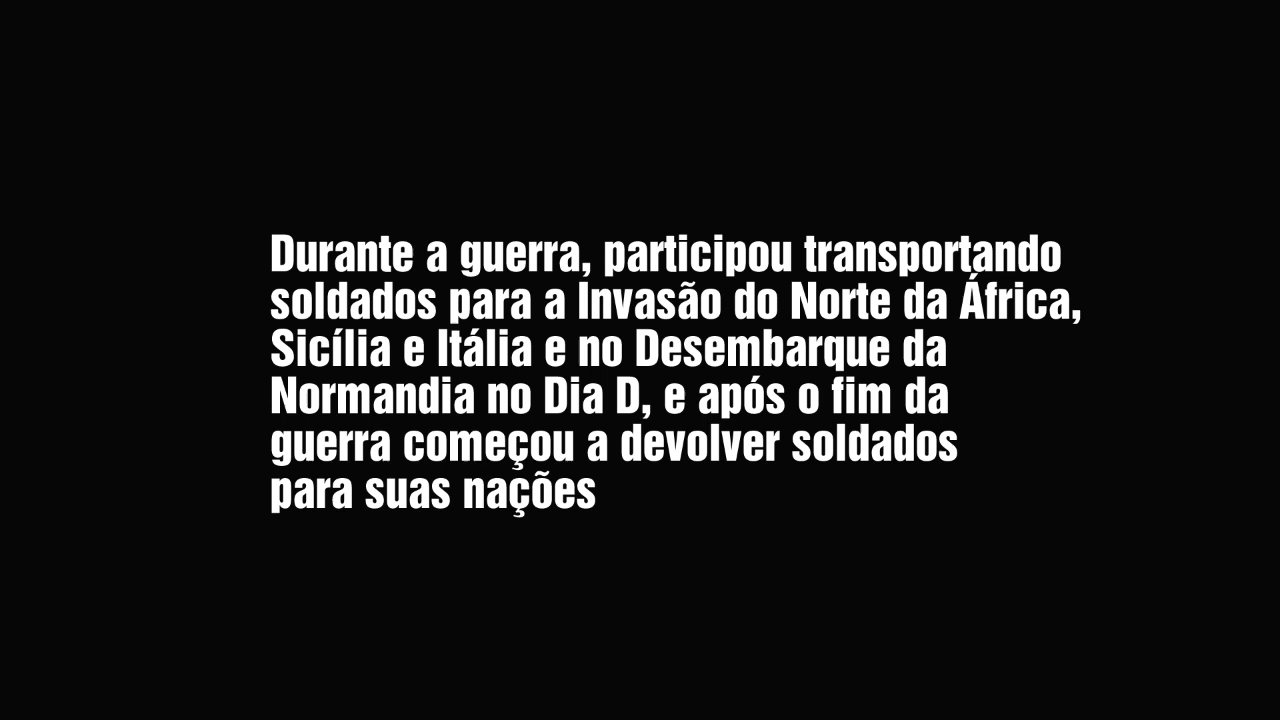 Durante a guerra, participou transportando
soldados para a Invasão do Norte da África,
Sicília e Itália e no Desembarque da
Normandia no Dia D, e após o fim da
guerra começou a devolver soldados
para suas nações